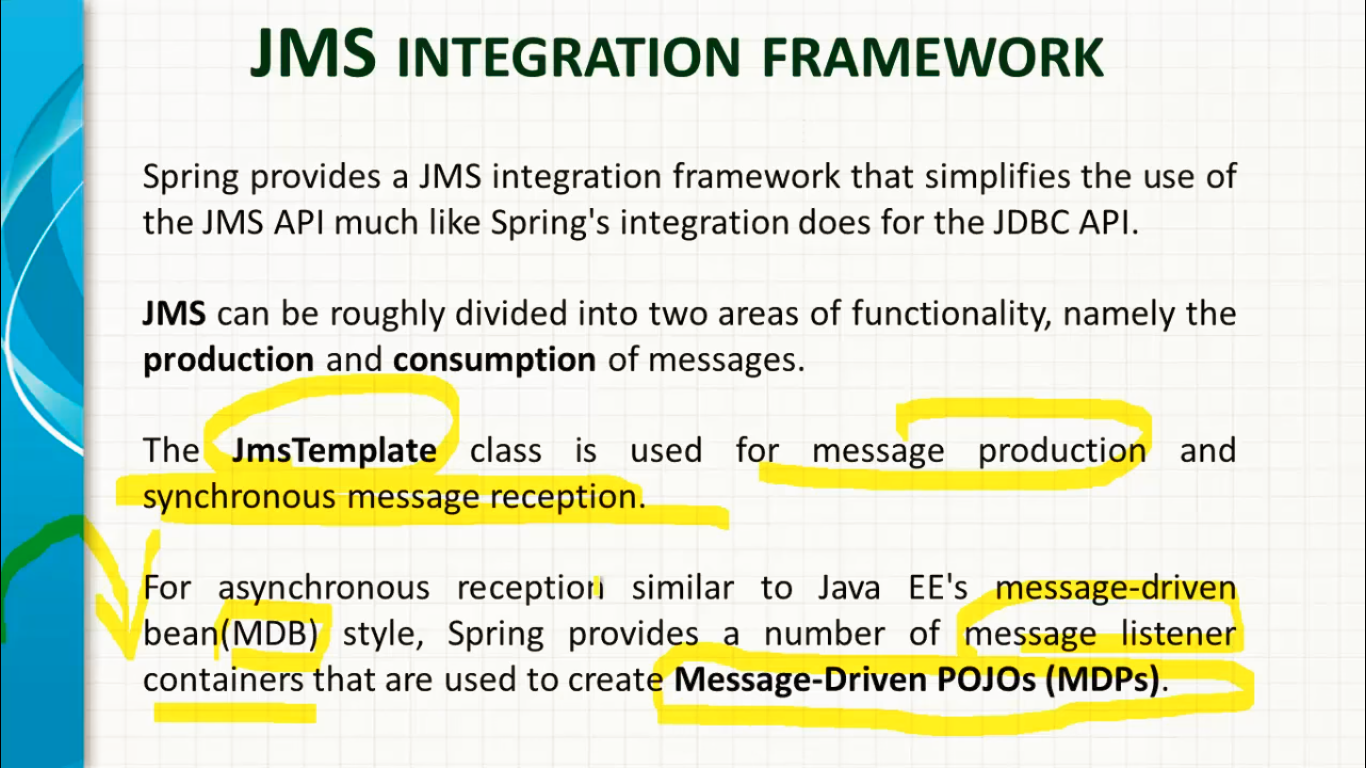 JMS INTEGRATION FRAMEWORK
Spring provides a JMS integration framework that simplifies the use of
the JMS API much like Spring's integration does for the JDBC API.
JMS can be roughly divided into two areas of functionality, namely the
production and consumption of messages.
The JmsTemplate class is used for message production and
synchronous message reception.
For asynchronous reception similar to Java EE's message-driven
bean(MDB) style, Spring provides a number of message listener
containers that are used to create Message-Driven POJOs (MDPs).